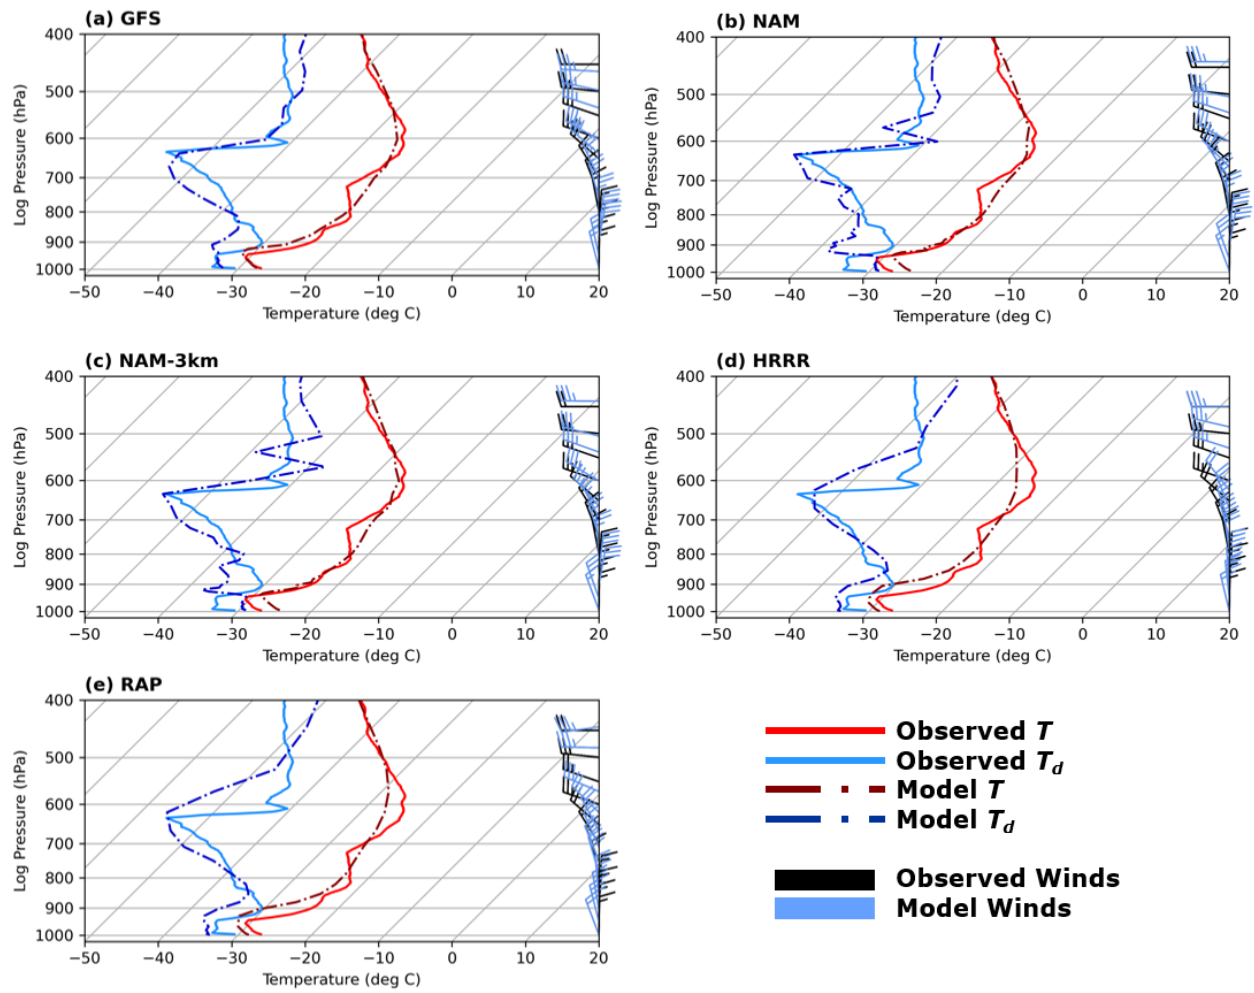 (a) GFS
400
500
600
700
800
900
1000
Log Pressure (hPa)
−50 −40 −30 −20 −10 0 10 20
Temperature (deg C)
(b) NAM
400
500
600
700
800
900
1000
Log Pressure (hPa)
−50 −40 −30 −20 −10 0 10 20
Temperature (deg C)
(c) NAM-3km
400
500
600
700
800
900
1000
Log Pressure (hPa)
−50 −40 −30 −20 −10 0 10 20
Temperature (deg C)
(d) HRRR
400
500
600
700
800
900
1000
Log Pressure (hPa)
−50 −40 −30 −20 −10 0 10 20
Temperature (deg C)
(e) RAP
400
500
600
700
800
900
1000
Log Pressure (hPa)
−50 −40 −30 −20 −10 0 10 20
Temperature (deg C)
Observed T
Observed Td
Model T
Model Td
Observed Winds
Model Winds